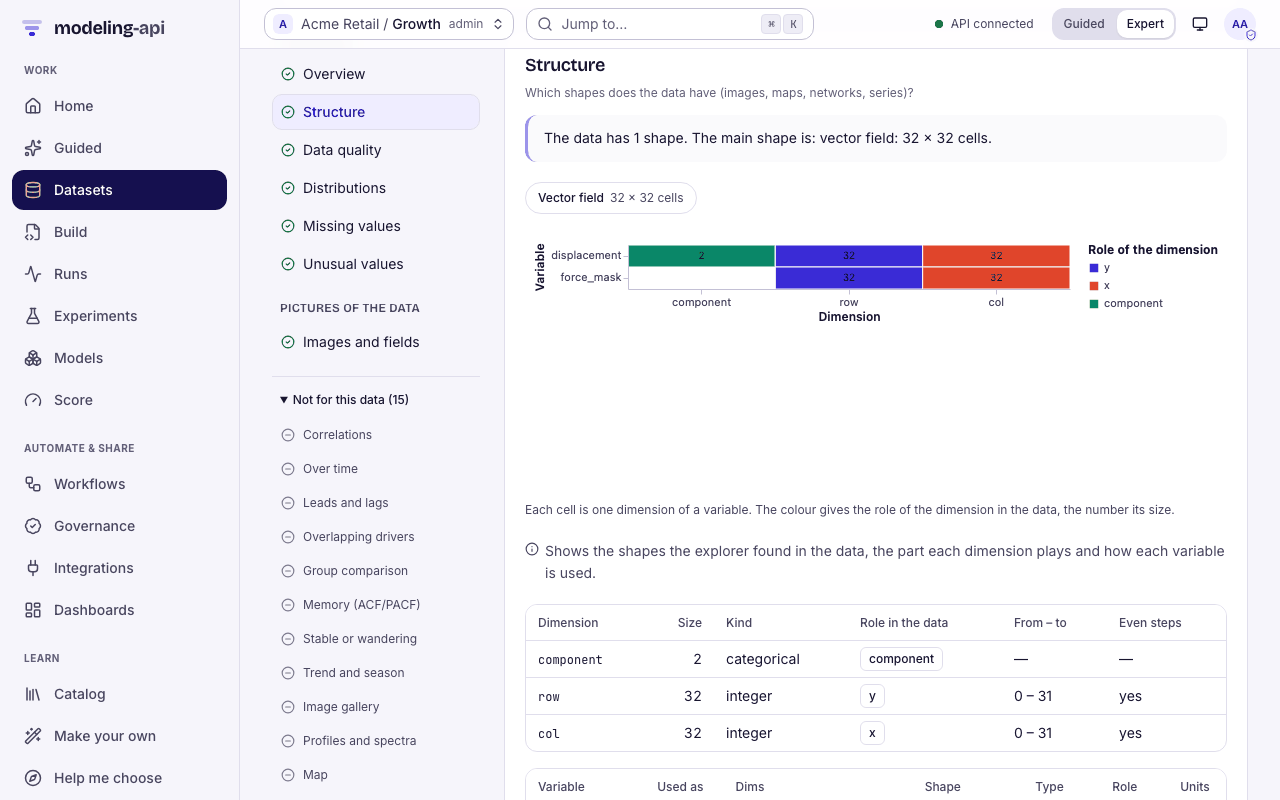 modeling-api
WORK
Home
Guided
Datasets
Build
Runs
Experiments
Models
Score
AUTOMATE & SHARE
Workflows
Governance
Integrations
Dashboards
LEARN
Catalog
Make your own
Help me choose
A Acme Retail / Growth admin
Jump to... ⌘ K
API connected
Guided Expert
AA
Overview
Structure
Data quality
Distributions
Missing values
Unusual values
PICTURES OF THE DATA
Images and fields
▼ Not for this data (15)
Correlations
Over time
Leads and lags
Overlapping drivers
Group comparison
Memory (ACF/PACF)
Stable or wandering
Trend and season
Image gallery
Profiles and spectra
Map
Structure
Which shapes does the data have (images, maps, networks, series)?
The data has 1 shape. The main shape is: vector field: 32 × 32 cells.
Vector field 32 × 32 cells
Variable
displacement 2 32 32
force_mask 32 32
component row col
Dimension
Role of the dimension
y
x
component
Each cell is one dimension of a variable. The colour gives the role of the dimension in the data, the number its size.
Shows the shapes the explorer found in the data, the part each dimension plays and how each variable
is used.
Dimension Size Kind Role in the data From – to Even steps
component 2 categorical component — —
row 32 integer y 0 – 31 yes
col 32 integer x 0 – 31 yes
Variable Used as Dims Shape Type Role Units